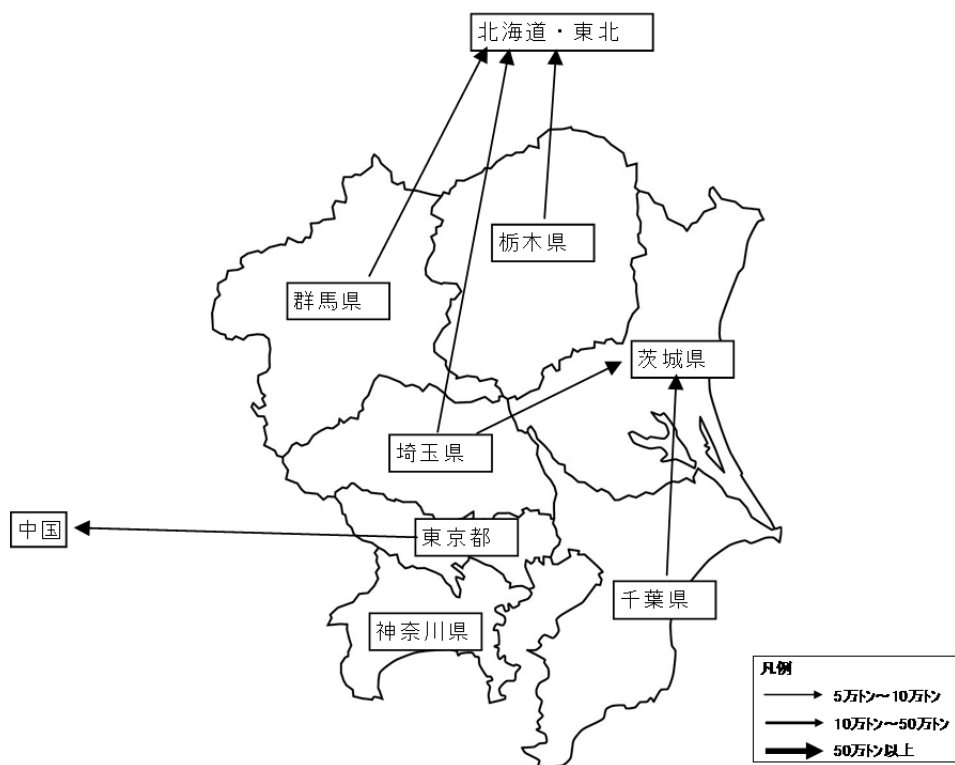 北海道・東北
栃木県
群馬県
茨城県
埼玉県
中国
東京都
千葉県
神奈川県
凡例
5万トン～10万トン
10万トン～50万トン
50万トン以上